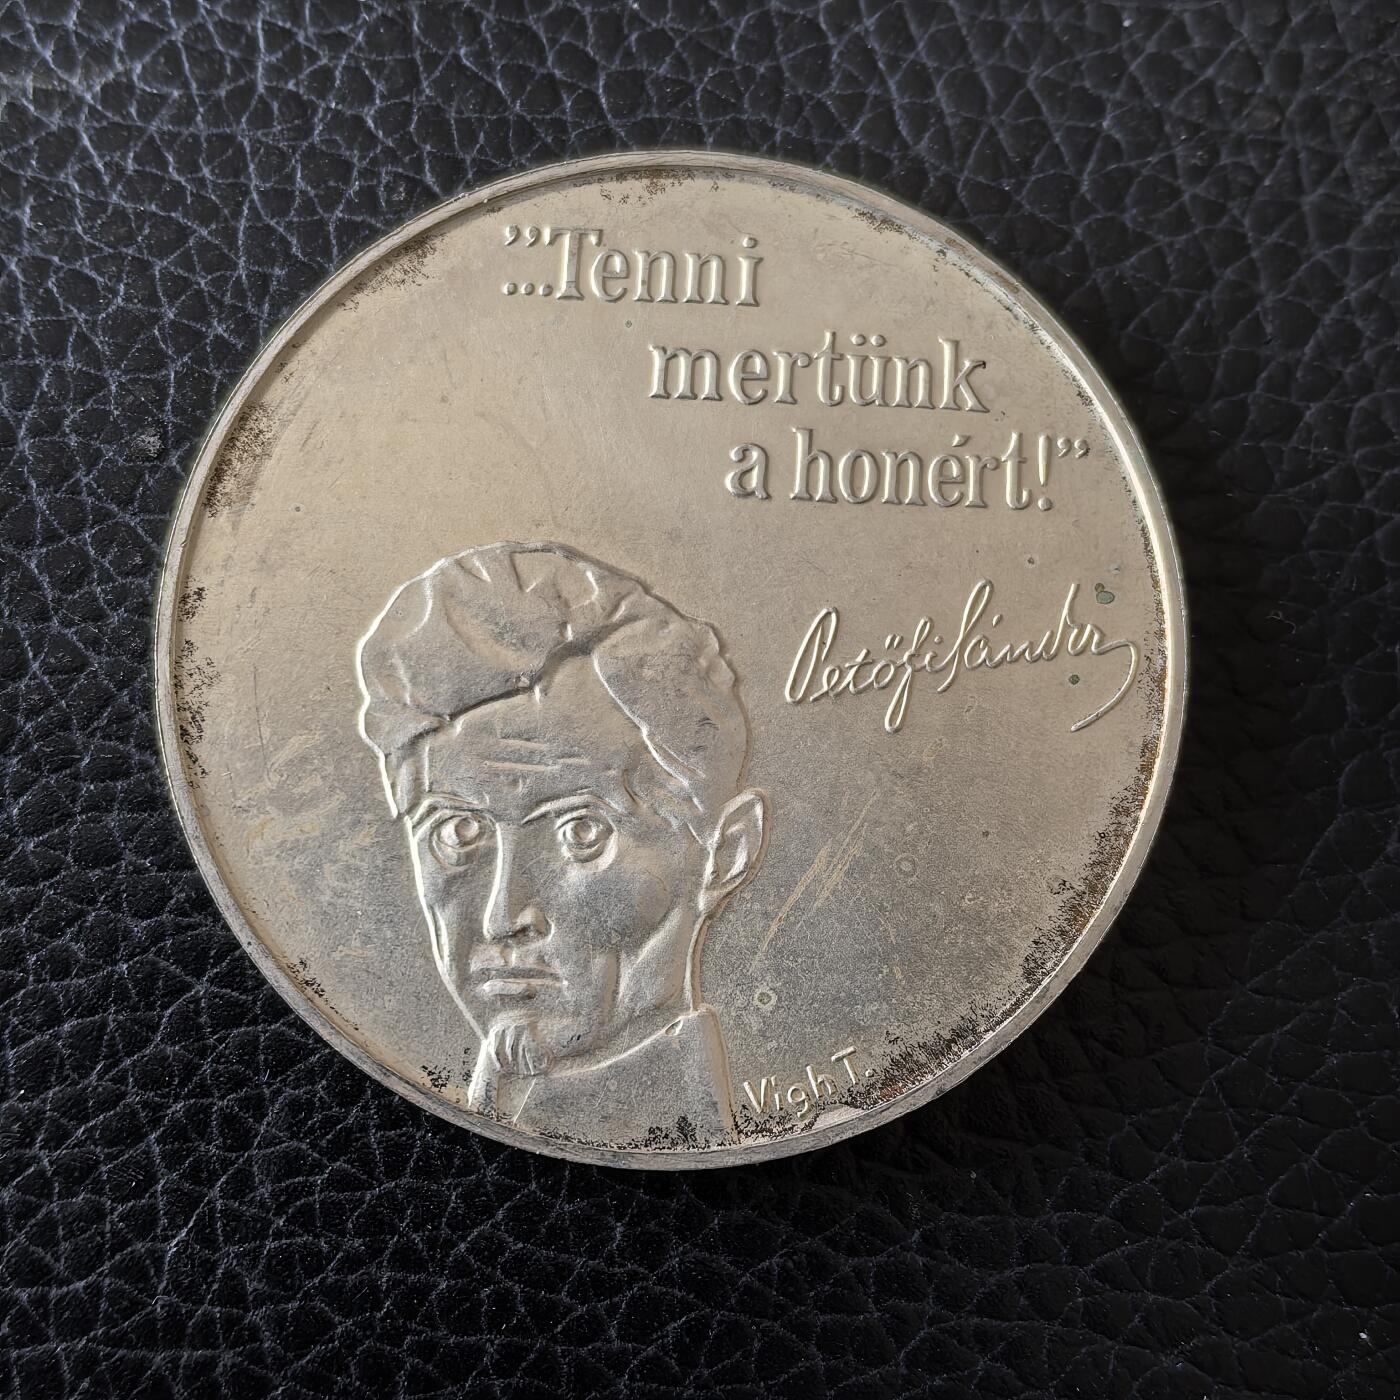 ”...Tenni
mertünk
a honért!”
Petőfi Sándor
Vigh T.